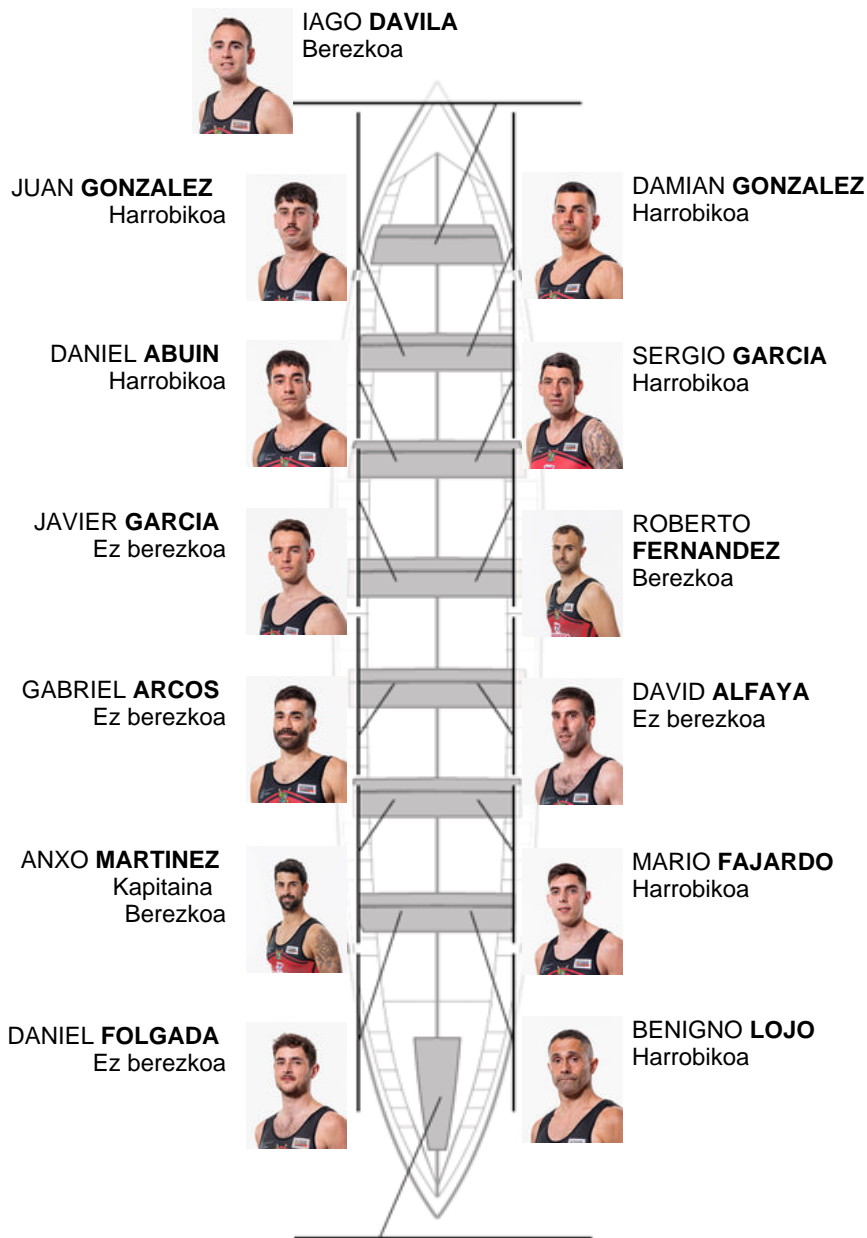 IAGO DAVILA
Berezkoa
JUAN GONZALEZ
Harrobikoa
DAMIAN GONZALEZ
Harrobikoa
DANIEL ABUIN
Harrobikoa
SERGIO GARCIA
Harrobikoa
JAVIER GARCIA
Ez berezkoa
ROBERTO
FERNANDEZ
Berezkoa
GABRIEL ARCOS
Ez berezkoa
DAVID ALFAYA
Ez berezkoa
ANXO MARTINEZ
Kapitaina
Berezkoa
MARIO FAJARDO
Harrobikoa
DANIEL FOLGADA
Ez berezkoa
BENIGNO LOJO
Harrobikoa